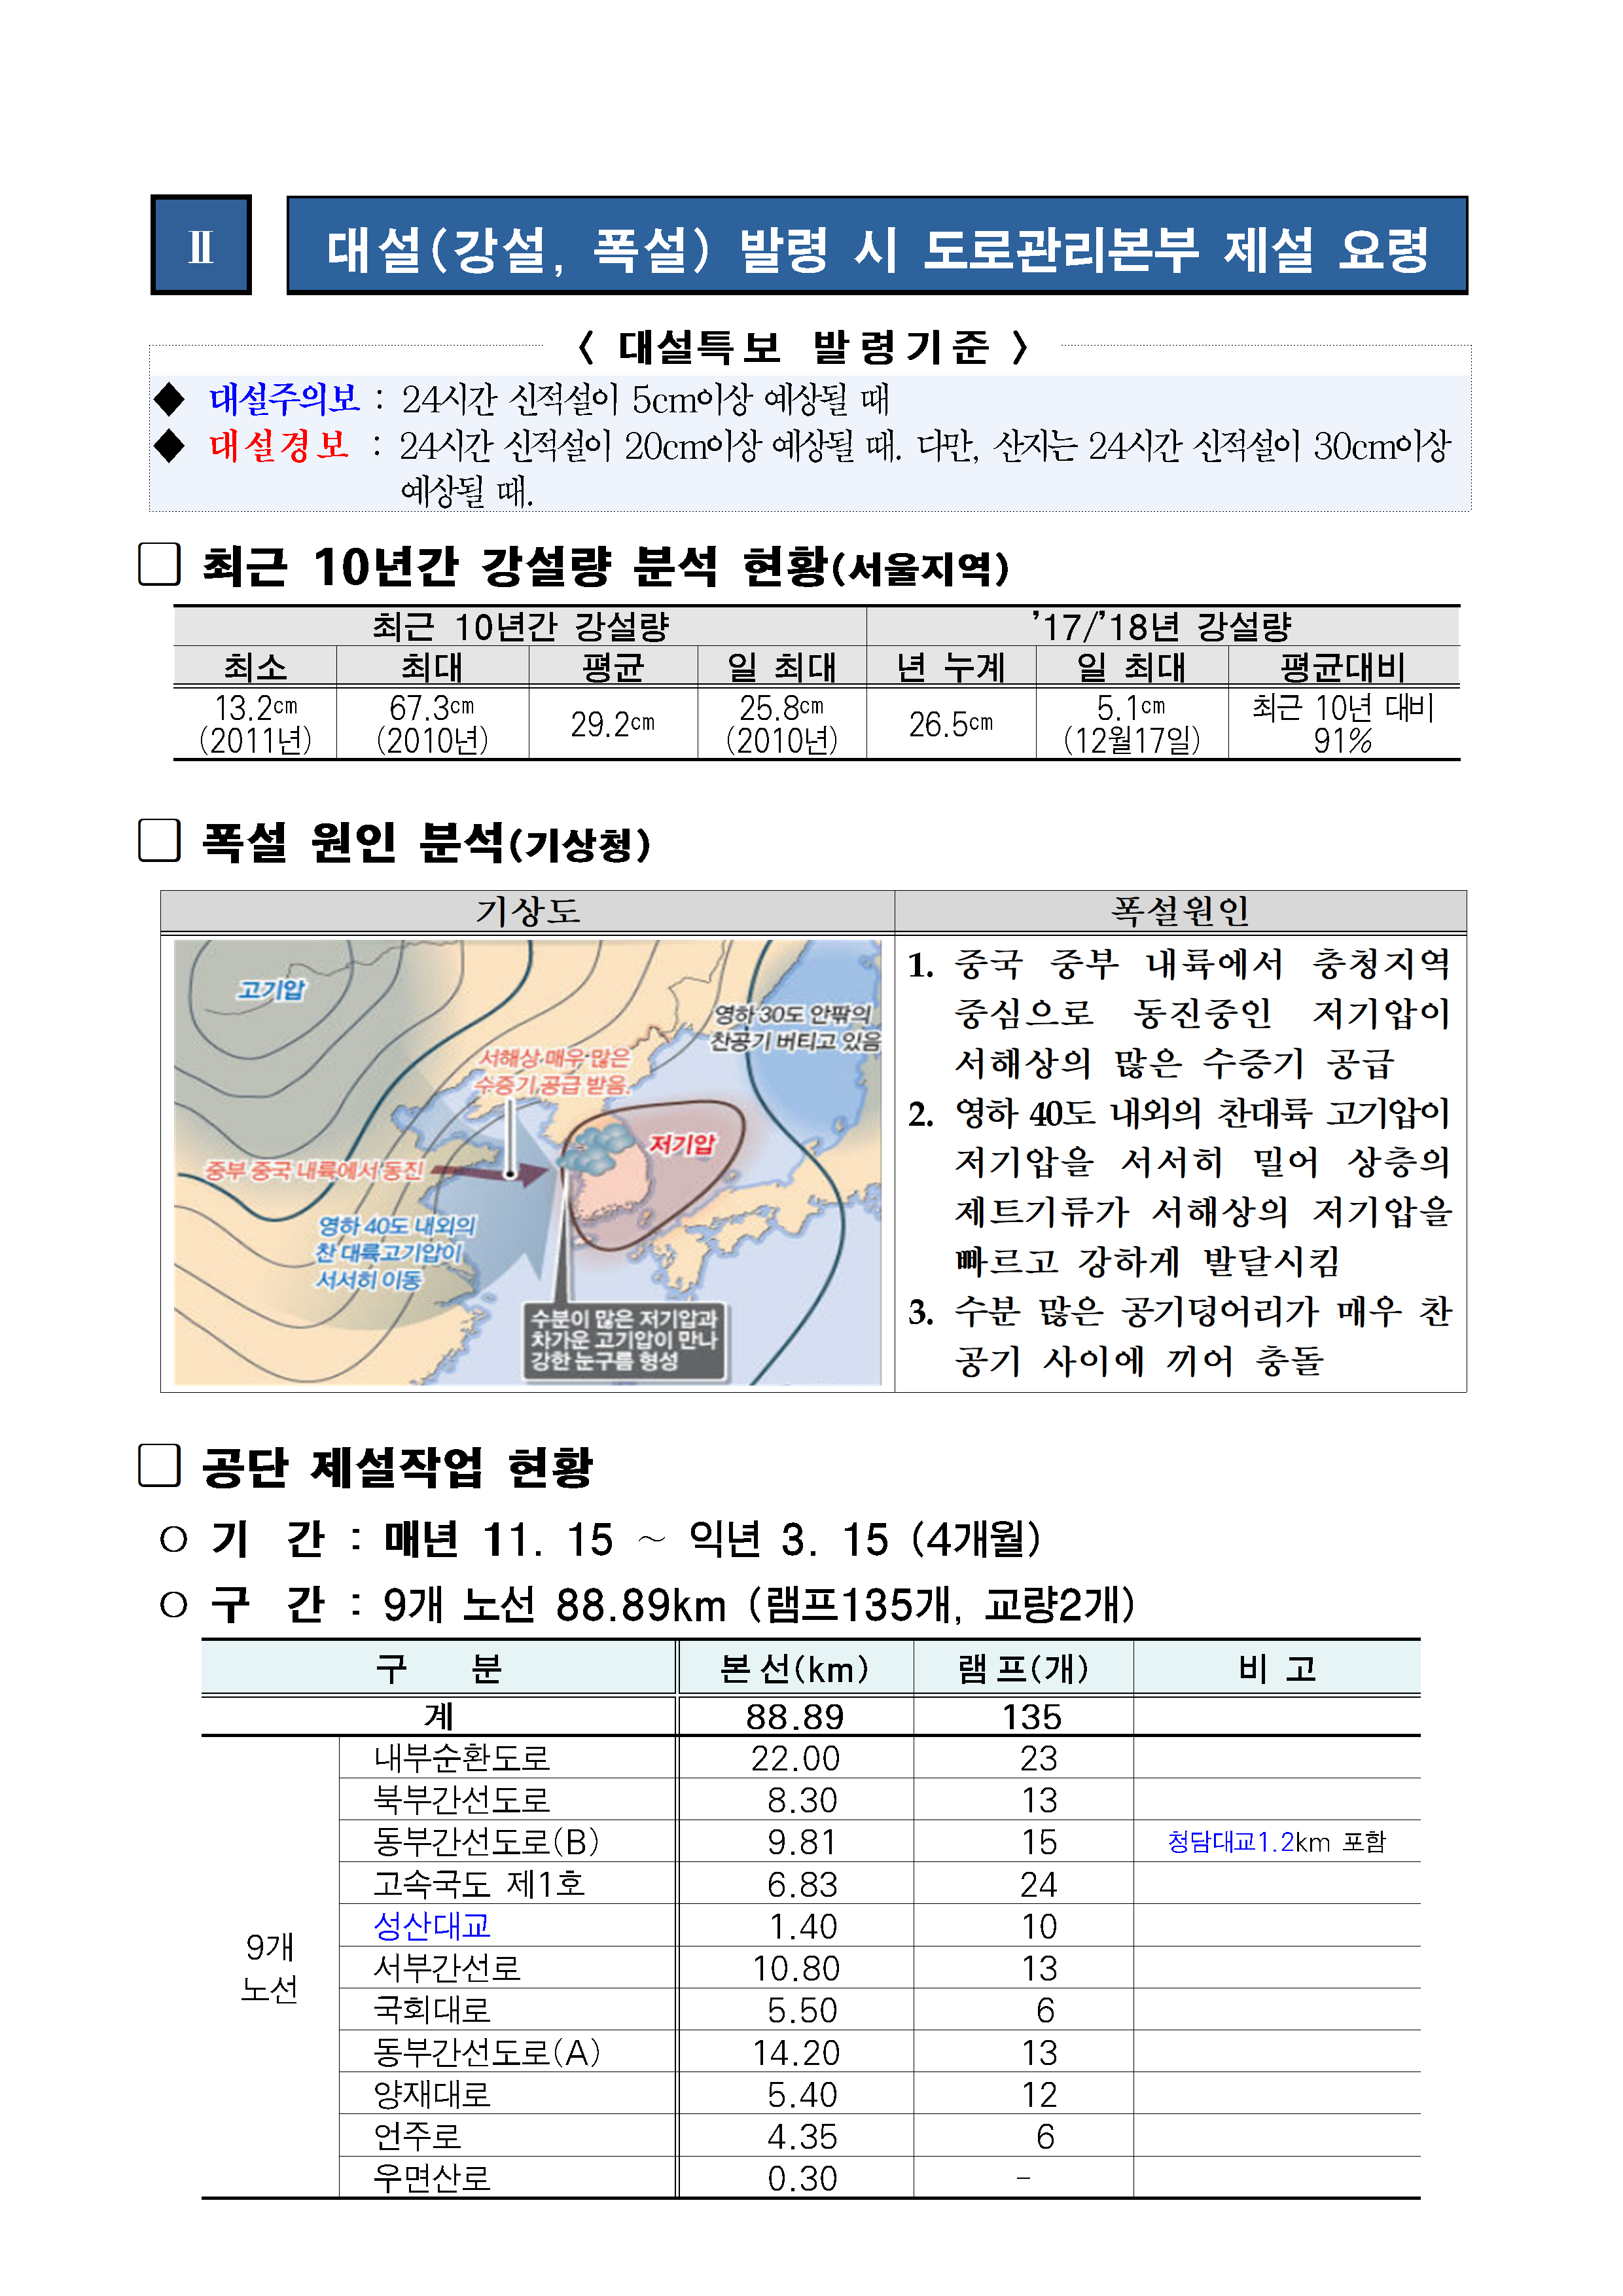 Ⅱ
대설(강설, 폭설) 발령 시 도로관리본부 제설 요령
< 대설특보 발령기준 >
◆ 대설주의보 : 24시간 신적설이 5cm이상 예상될 때
◆ 대설경보 : 24시간 신적설이 20cm이상 예상될 때. 다만, 산지는 24시간 신적설이 30cm이상
예상될 때.
□ 최근 10년간 강설량 분석 현황(서울지역)
최근 10년간 강설량 ’17/’18년 강설량
최소 최대 평균 일 최대 년 누계 일 최대 평균대비
13.2㎝ 67.3㎝ 29.2㎝ 25.8㎝ 26.5㎝ 5.1㎝ 최근 10년 대비
(2011년) (2010년) (2010년) (12월17일) 91%
□ 폭설 원인 분석(기상청)
기상도 폭설원인
고기압
영하 30도 안팎의
찬공기 버티고 있음
서해상 매우 많은
수증기 공급 받음.
저기압
중부 중국 내륙에서 동진
영하 40도 내외의
찬 대륙고기압이
서서히 이동
수분이 많은 저기압과
차가운 고기압이 만나
강한 눈구름 형성
1. 중국 중부 내륙에서 충청지역
중심으로 동진중인 저기압이
서해상의 많은 수증기 공급
2. 영하 40도 내외의 찬대륙 고기압이
저기압을 서서히 밀어 상층의
제트기류가 서해상의 저기압을
빠르고 강하게 발달시킴
3. 수분 많은 공기덩어리가 매우 찬
공기 사이에 끼어 충돌
□ 공단 제설작업 현황
○ 기 간 : 매년 11. 15 ~ 익년 3. 15 (4개월)
○ 구 간 : 9개 노선 88.89km (램프135개, 교량2개)
구 분 본선(km) 램프(개) 비 고
계 88.89 135
9개
노선
내부순환도로 22.00 23
북부간선도로 8.30 13
동부간선도로(B) 9.81 15 청담대교1.2km 포함
고속국도 제1호 6.83 24
성산대교 1.40 10
서부간선로 10.80 13
국회대로 5.50 6
동부간선도로(A) 14.20 13
양재대로 5.40 12
언주로 4.35 6
우면산로 0.30 -